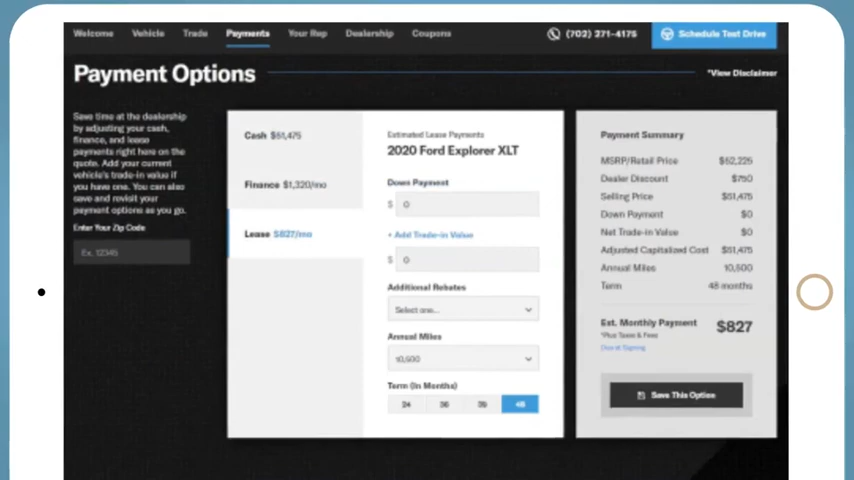 Welcome Vehicle Trade Payments Your Rep Dealership Coupons (702) 271-4175 Schedule Test Drive
Payment Options
*View Disclaimer
Save time at the dealership
by adjusting your cash,
finance, and lease
payments right here on the
quote. Add your current
vehicle's trade-in value if
you have one. You can also
save and revisit your
payment options as you go.
Enter Your Zip Code
Ex. 12345
Cash $51,475
Finance $1,320/mo
Lease $827/mo
Estimated Lease Payments
2020 Ford Explorer XLT
Down Payment
$ 0
+ Add Trade-in Value
$ 0
Additional Rebates
Select one...
Annual Miles
10,500
Term (In Months)
24 36 39 48
Payment Summary
MSRP/Retail Price $52,225
Dealer Discount $750
Selling Price $51,475
Down Payment $0
Net Trade-in Value $0
Adjusted Capitalized Cost $51,475
Annual Miles 10,500
Term 48 months
Est. Monthly Payment $827
*Plus Taxes & Fees
Due at Signing
Save This Option